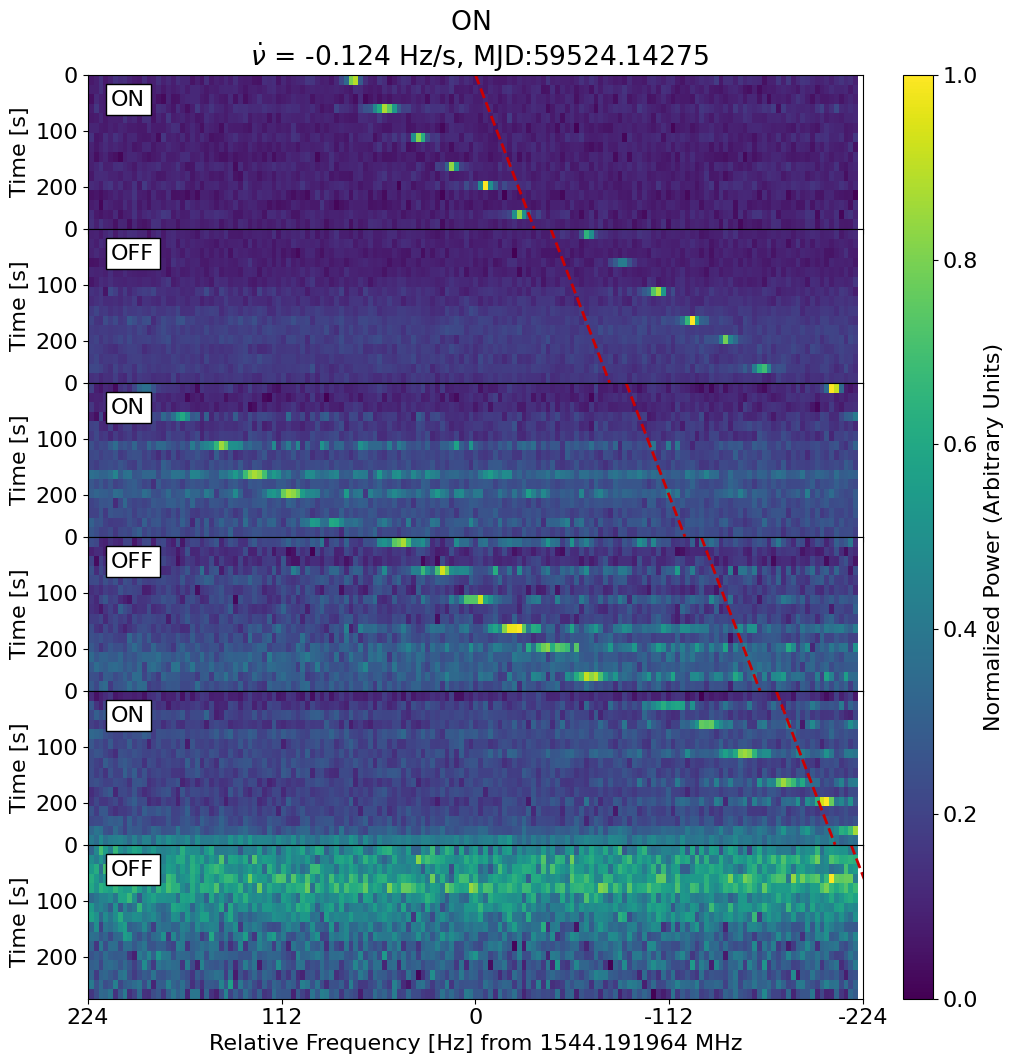 ON
ν̇ = -0.124 Hz/s, MJD:59524.14275
0
ON
100
200
Time [s]
0
OFF
100
200
Time [s]
0
ON
100
200
Time [s]
0
OFF
100
200
Time [s]
0
ON
100
200
Time [s]
0
OFF
100
200
Time [s]
224 112 0 -112 -224
Relative Frequency [Hz] from 1544.191964 MHz
1.0
0.8
0.6
0.4
0.2
0.0
Normalized Power (Arbitrary Units)